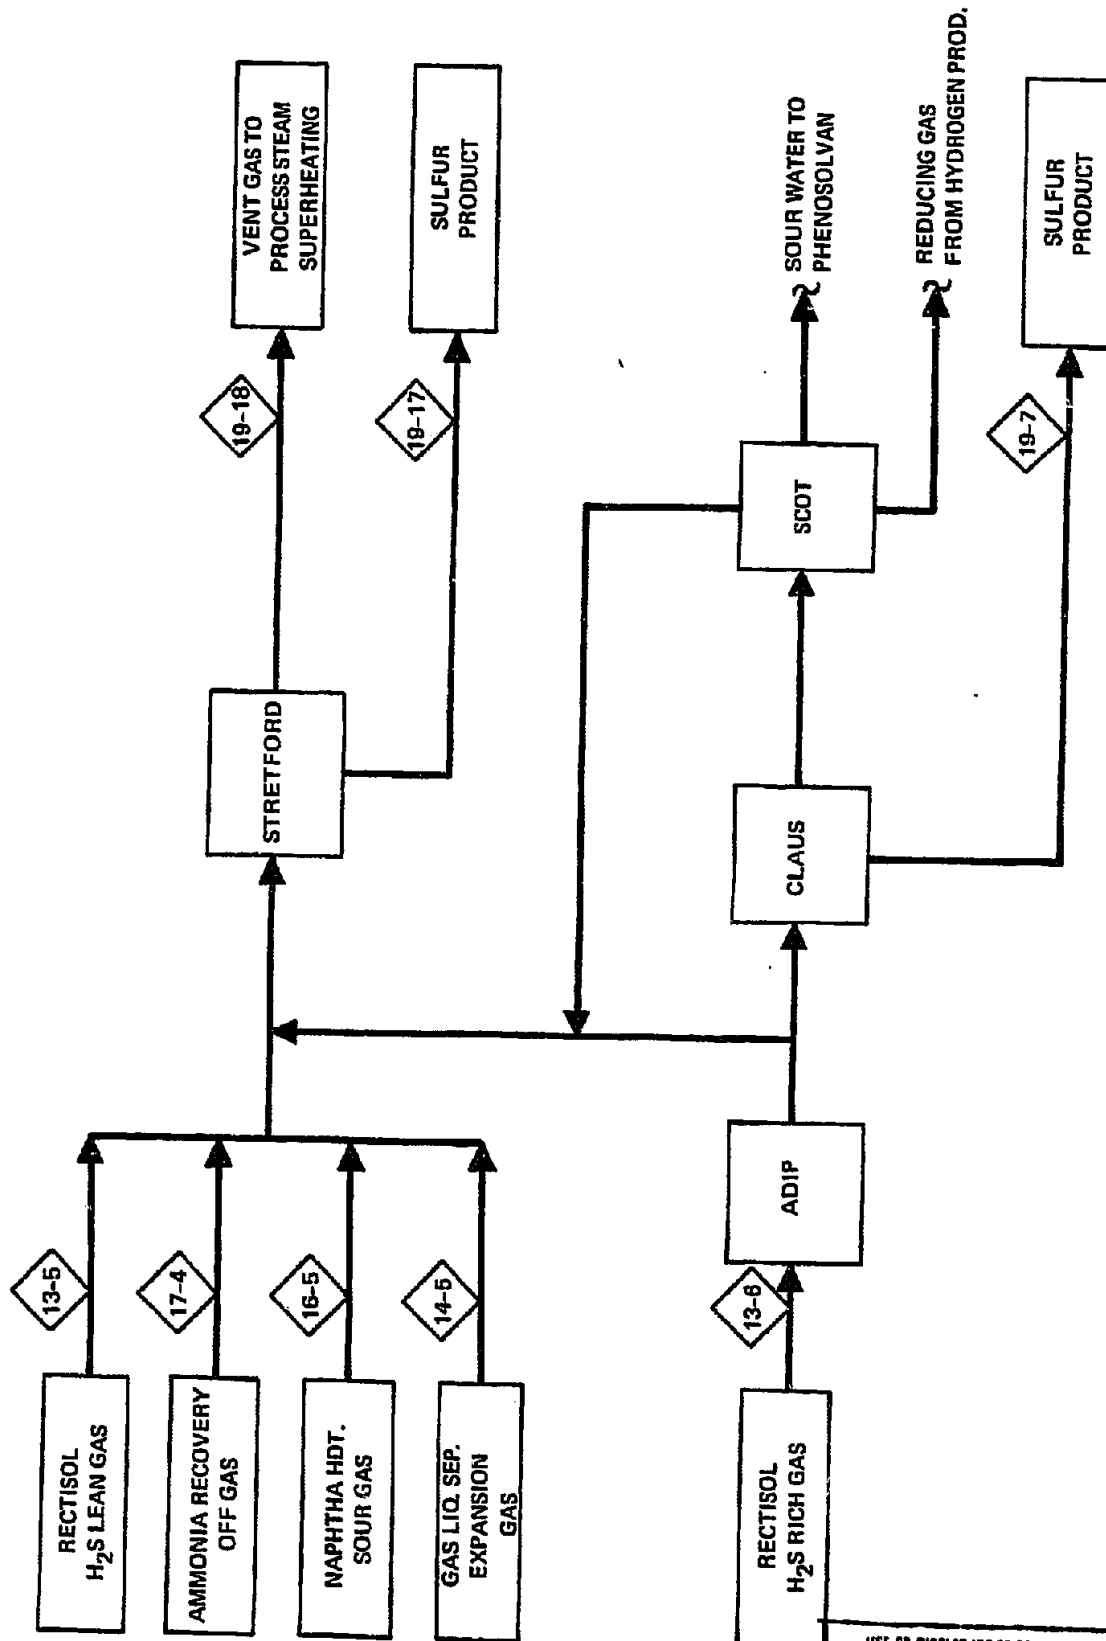 RECTISOL
H2S LEAN GAS
13-5
AMMONIA RECOVERY
OFF GAS
17-4
NAPHTHA HDT.
SOUR GAS
16-5
GAS LIQ. SEP.
EXPANSION
GAS
14-5
STRETFORD
19-18
VENT GAS TO
PROCESS STEAM
SUPERHEATING
19-17
SULFUR
PRODUCT
RECTISOL
H2S RICH GAS
13-6
ADIP
CLAUS
SCOT
SOUR WATER TO
PHENOSOLVAN
REDUCING GAS
FROM HYDROGEN PROD.
19-7
SULFUR
PRODUCT